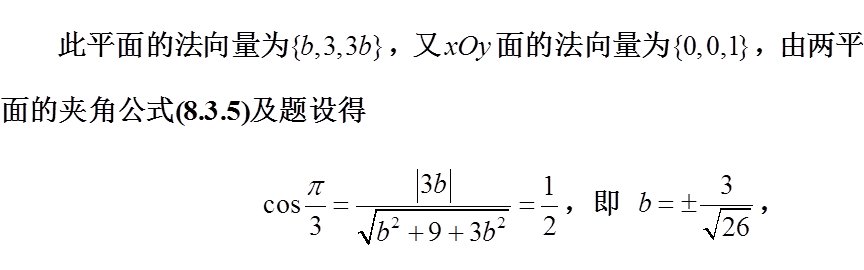 此平面的法向量为{b,3,3b}，又xOy面的法向量为{0,0,1}，由两平
面的夹角公式(8.3.5)及题设得
cos π/3 = |3b|/√(b²+9+3b²) = 1/2，即 b=±3/√26，